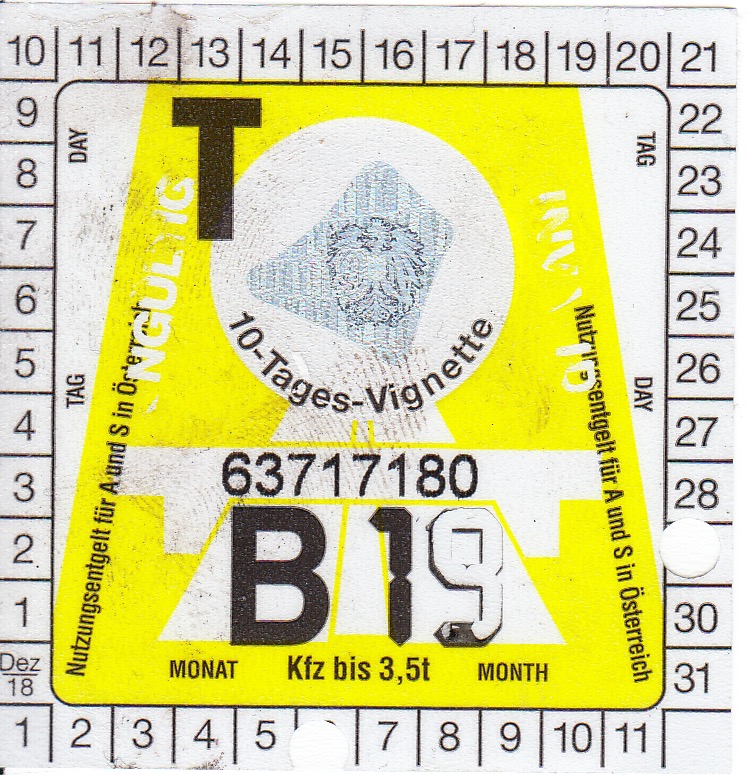 10 11 12 13 14 15 16 17 18 19 20 21
9 22
8 23
7 24
6 25
5 26
4 27
3 28
2
1 30
Dez 18 31
1 2 3 4 5 7 8 9 10 11
DAY
TAG
TAG
DAY
T
10-Tages-Vignette
Nutzungsentgelt für A und S in Österreich
Nutzungsentgelt für A und S in Österreich
63717180
B 19
MONAT Kfz bis 3,5t MONTH